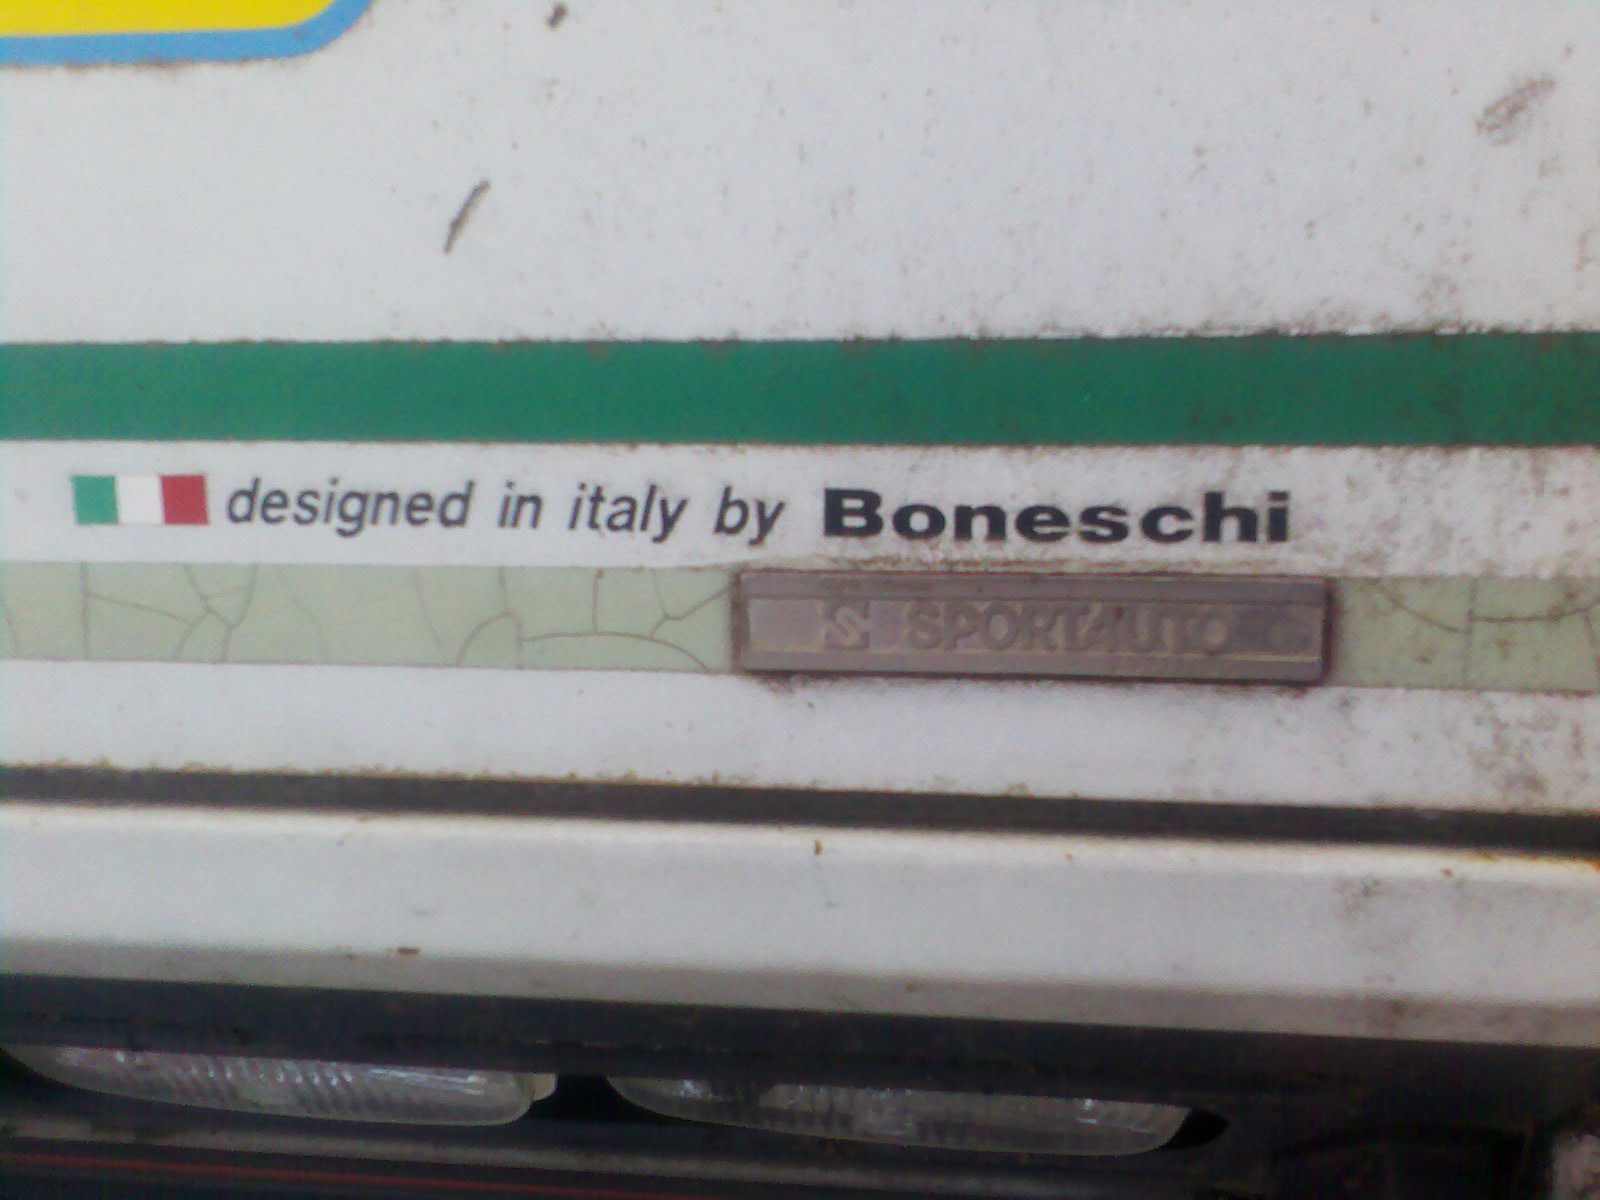 designed in italy by Boneschi
SPORTAUTO